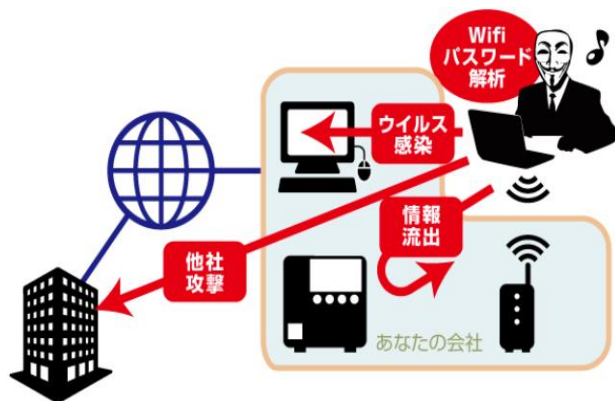 Wifi
パスワード
解析
ウイルス
感染
情報
流出
他社
攻撃
あなたの会社